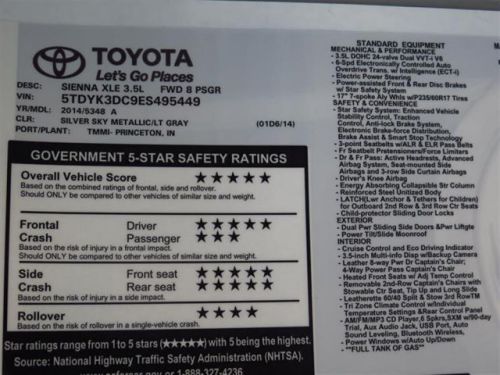 TOYOTA
Let's Go Places
DESC: SIENNA XLE 3.5L FWD 8 PSGR
VIN: 5TDYK3DC9ES495449
YR/MDL: 2014/5348 A
CLR: SILVER SKY METALLIC/LT GRAY (01D6/14)
PORT/PLANT: TMMI- PRINCETON, IN
GOVERNMENT 5-STAR SAFETY RATINGS
Overall Vehicle Score ★★★★★
Based on the combined ratings of frontal, side and rollover.
Should ONLY be compared to other vehicles of similar size and weight.
Frontal Driver ★★★★★
Crash Passenger ★★★
Based on risk of injury in a frontal impact.
Should ONLY be compared to other vehicles of similar size and weight.
Side Front seat ★★★★★
Crash Rear seat ★★★★★
Based on risk of injury in a side impact.
Rollover ★★★★
Based on risk of rollover in a single-vehicle crash.
Star ratings range from 1 to 5 stars (★★★★★) with 5 being the highest.
Source: National Highway Traffic Safety Administration (NHTSA).
1-888-327-4236
STANDARD EQUIPMENT
MECHANICAL & PERFORMANCE
- 3.5L DOHC 24-valve Dual VVT-i V6
- 6-Spd Electronically Controlled Auto
Overdrive Trans. w/ Intelligence (ECT-i)
- Electric Power Steering
- Power-assisted Front & Rear Disc Brakes
w/Star Safety System
- 17" 7-spoke Aly Whls w/P235/60R17 Tires
SAFETY & CONVENIENCE
- Star Safety System: Enhanced Vehicle
Stability Control, Traction
Control, Anti-lock Brake System,
Electronic Brake-force Distribution,
Brake Assist & Smart Stop Technology
- 3-point Seatbelts w/ALR & ELR Pass Belts
- Fr Seatbelt Pretensioners/Force Limiters
- Dr & Fr Pass: Active Headrests, Advanced
Airbag System, Seat-mounted Side
Airbags and 3-row Side Curtain Airbags
- Driver's Knee Airbag
- Energy Absorbing Collapsible Str Column
- Reinforced Steel Unitized Body
- LATCH(Lwr Anchor & Tethers for Children)
for Outboard 2nd Row & 3rd Row Ctr Seats
- Child-protector Sliding Door Locks
EXTERIOR
- Dual Pwr Sliding Side Doors &Pwr Liftgte
- Power Tilt/Slide Moonroof
INTERIOR
- Cruise Control and Eco Driving Indicator
- 3.5-inch Multi-info Disp w/Backup Camera
- Leather 8-way Pwr Dr Captain's Chair;
4-Way Power Pass Captain's Chair
- Heated Front Seats w/ Adj Temp Control
- Removable 2nd-Row Captain's Chairs with
Stowable Ctr Seat, Tip Up and Long Slide
- Leatherette 60/40 Split & Stow 3rd RowTM
- Tri Zone Climate Control w/Individual
Temperature Settings & Rear Control Panel
- AM/FM/MP3 CD Player,6 Spkrs,SXM w/90-day
Trial, Aux Audio Jack, USB Port, Auto
Sound Leveling, Bluetooth Wireless,
- Power Windows w/Auto Up/Down
- **FULL TANK OF GAS**